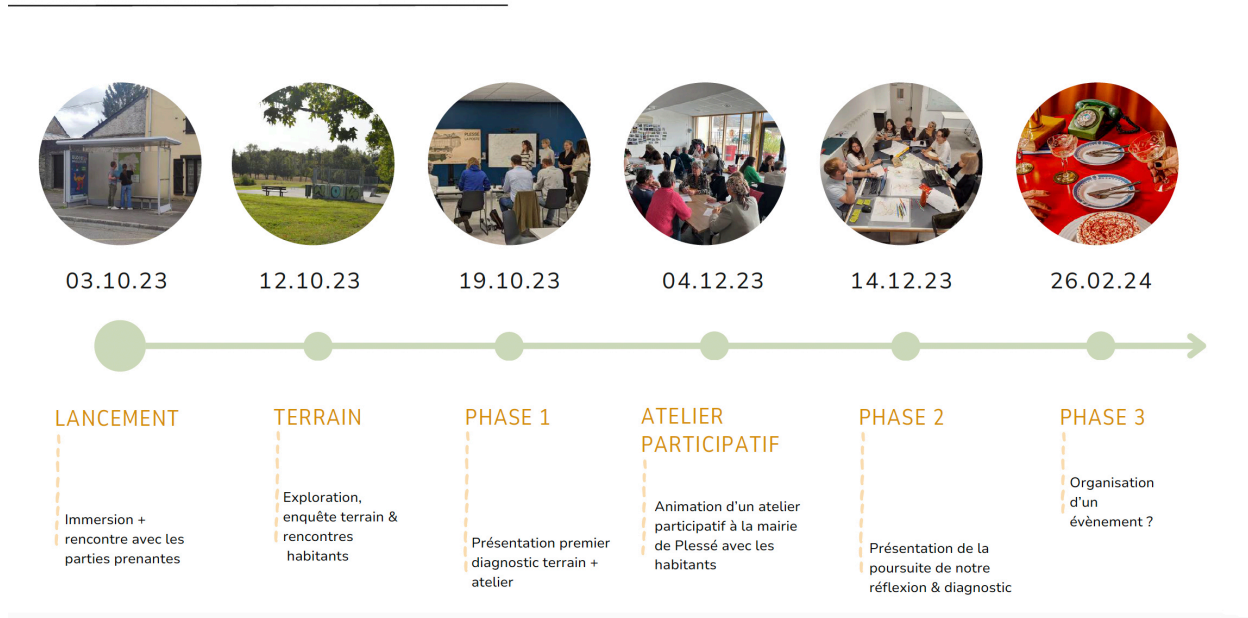 03.10.23
12.10.23
19.10.23
04.12.23
14.12.23
26.02.24
LANCEMENT
Immersion +
rencontre avec les
parties prenantes
TERRAIN
Exploration,
enquête terrain &
rencontres
habitants
PHASE 1
Présentation premier
diagnostic terrain +
atelier
ATELIER
PARTICIPATIF
Animation d’un atelier
participatif à la mairie
de Plessé avec les
habitants
PHASE 2
Présentation de la
poursuite de notre
réflexion & diagnostic
PHASE 3
Organisation
d’un
évènement ?